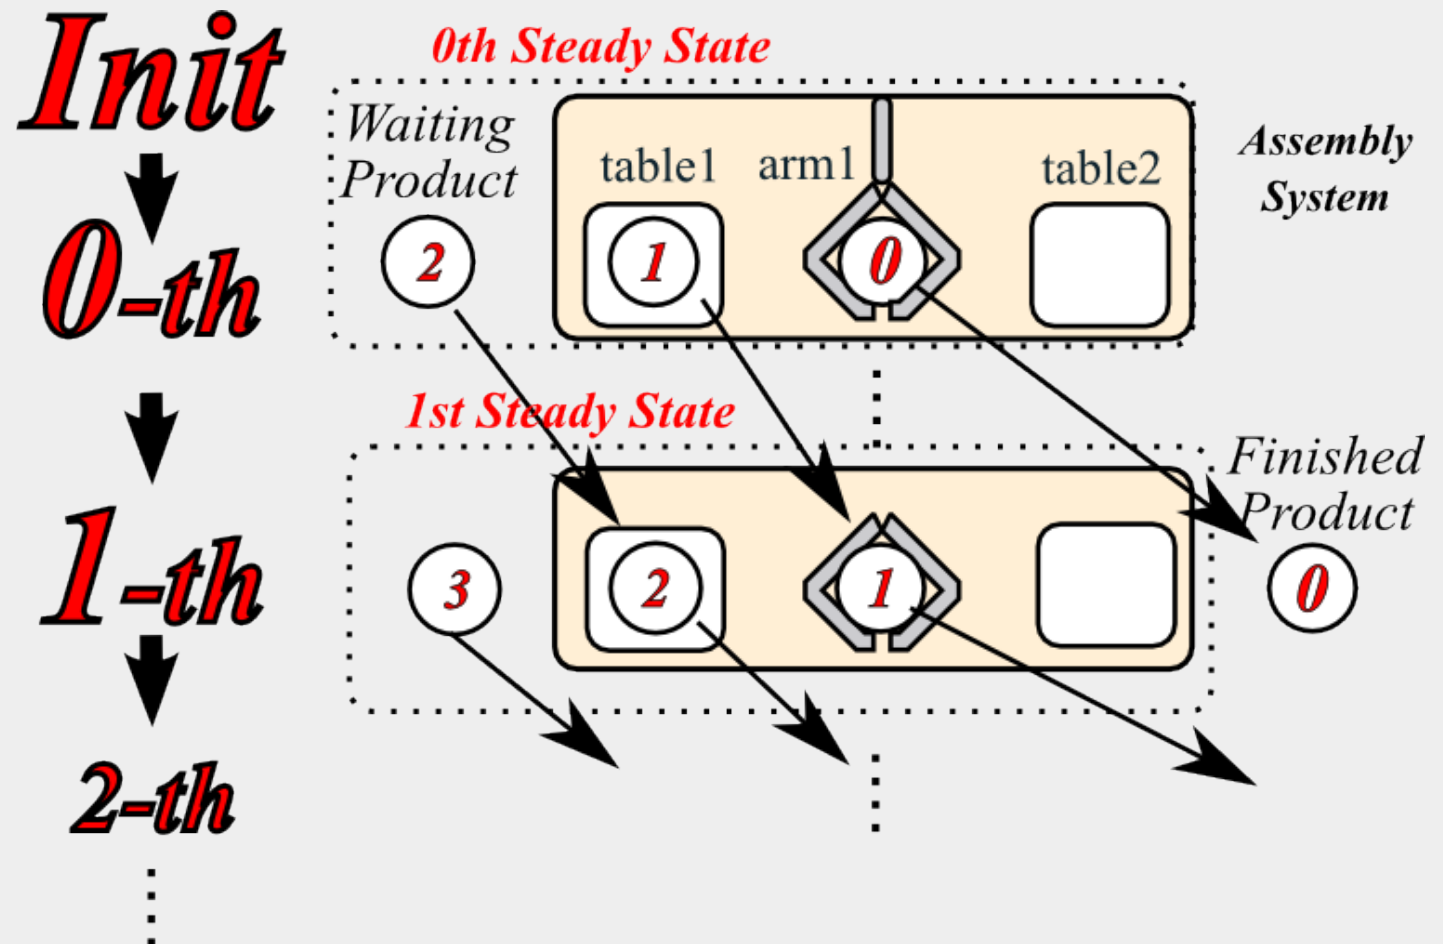 Init
0th Steady State
Waiting
Product
table1
arm1
table2
Assembly
System
0-th
2
1
0
1st Steady State
Finished
Product
1-th
3
2
1
0
2-th